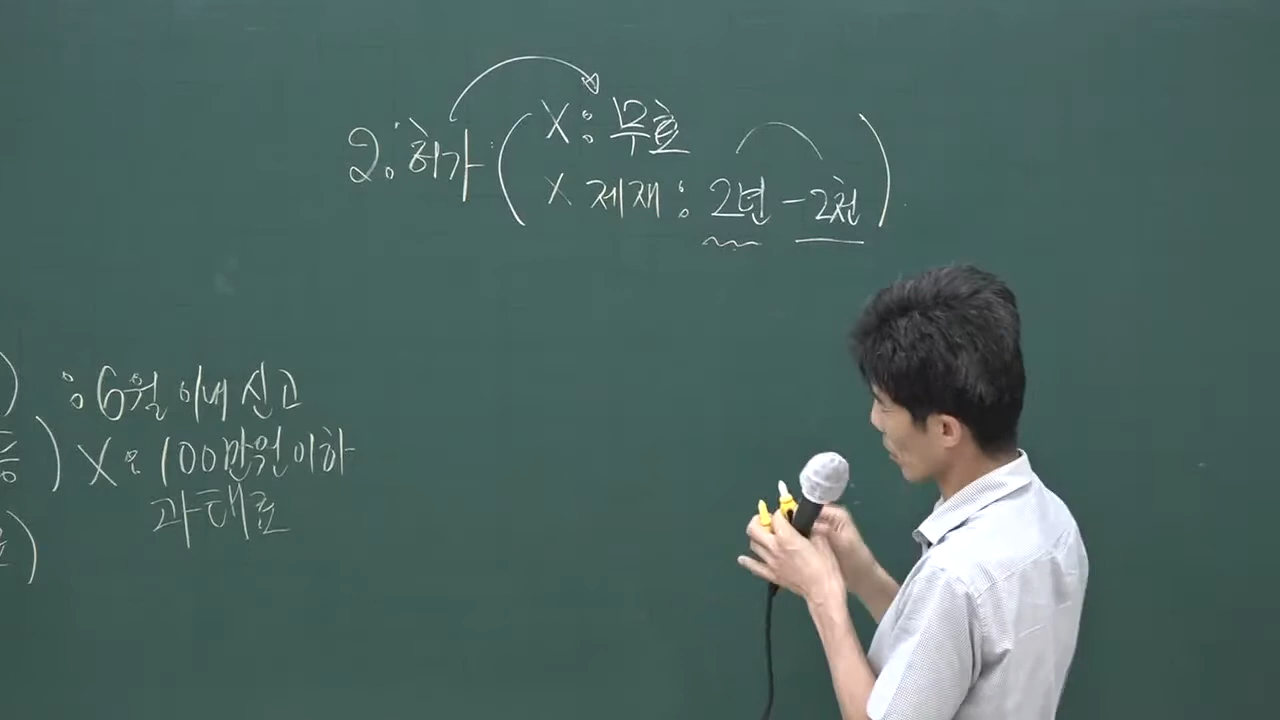 2. 허가 ( X : 무효
X 제재 : 2년 - 2천 )
) : 6월 이내 신고
등 ) X : 100만원 이하
과태료
)